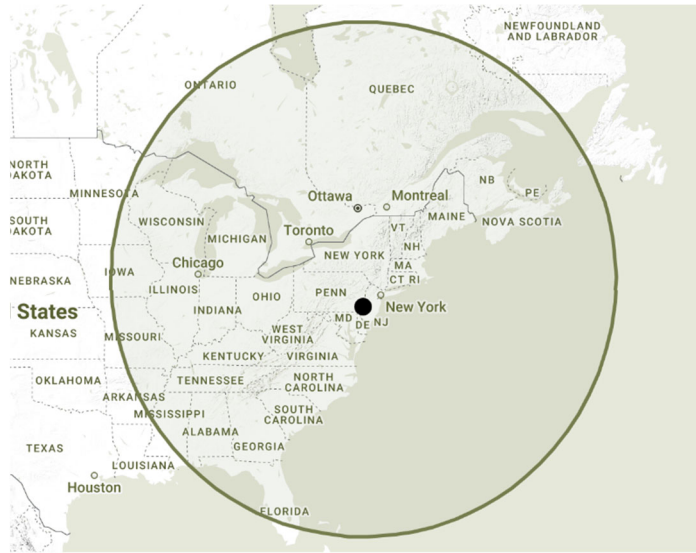 NEWFOUNDLAND
AND LABRADOR
ONTARIO
QUEBEC
NORTH
DAKOTA
MINNESOTA
Ottawa
Montreal
NB
PE
SOUTH
DAKOTA
WISCONSIN
MICHIGAN
Toronto
VT
MAINE
NOVA SCOTIA
NH
NEW YORK
Chicago
MA
IOWA
CT RI
NEBRASKA
ILLINOIS
OHIO
PENN
INDIANA
New York
States
MD
DE
NJ
KANSAS
MISSOURI
WEST
VIRGINIA
KENTUCKY
VIRGINIA
OKLAHOMA
TENNESSEE
NORTH
CAROLINA
ARKANSAS
MISSISSIPPI
SOUTH
CAROLINA
ALABAMA
GEORGIA
TEXAS
LOUISIANA
Houston
FLORIDA